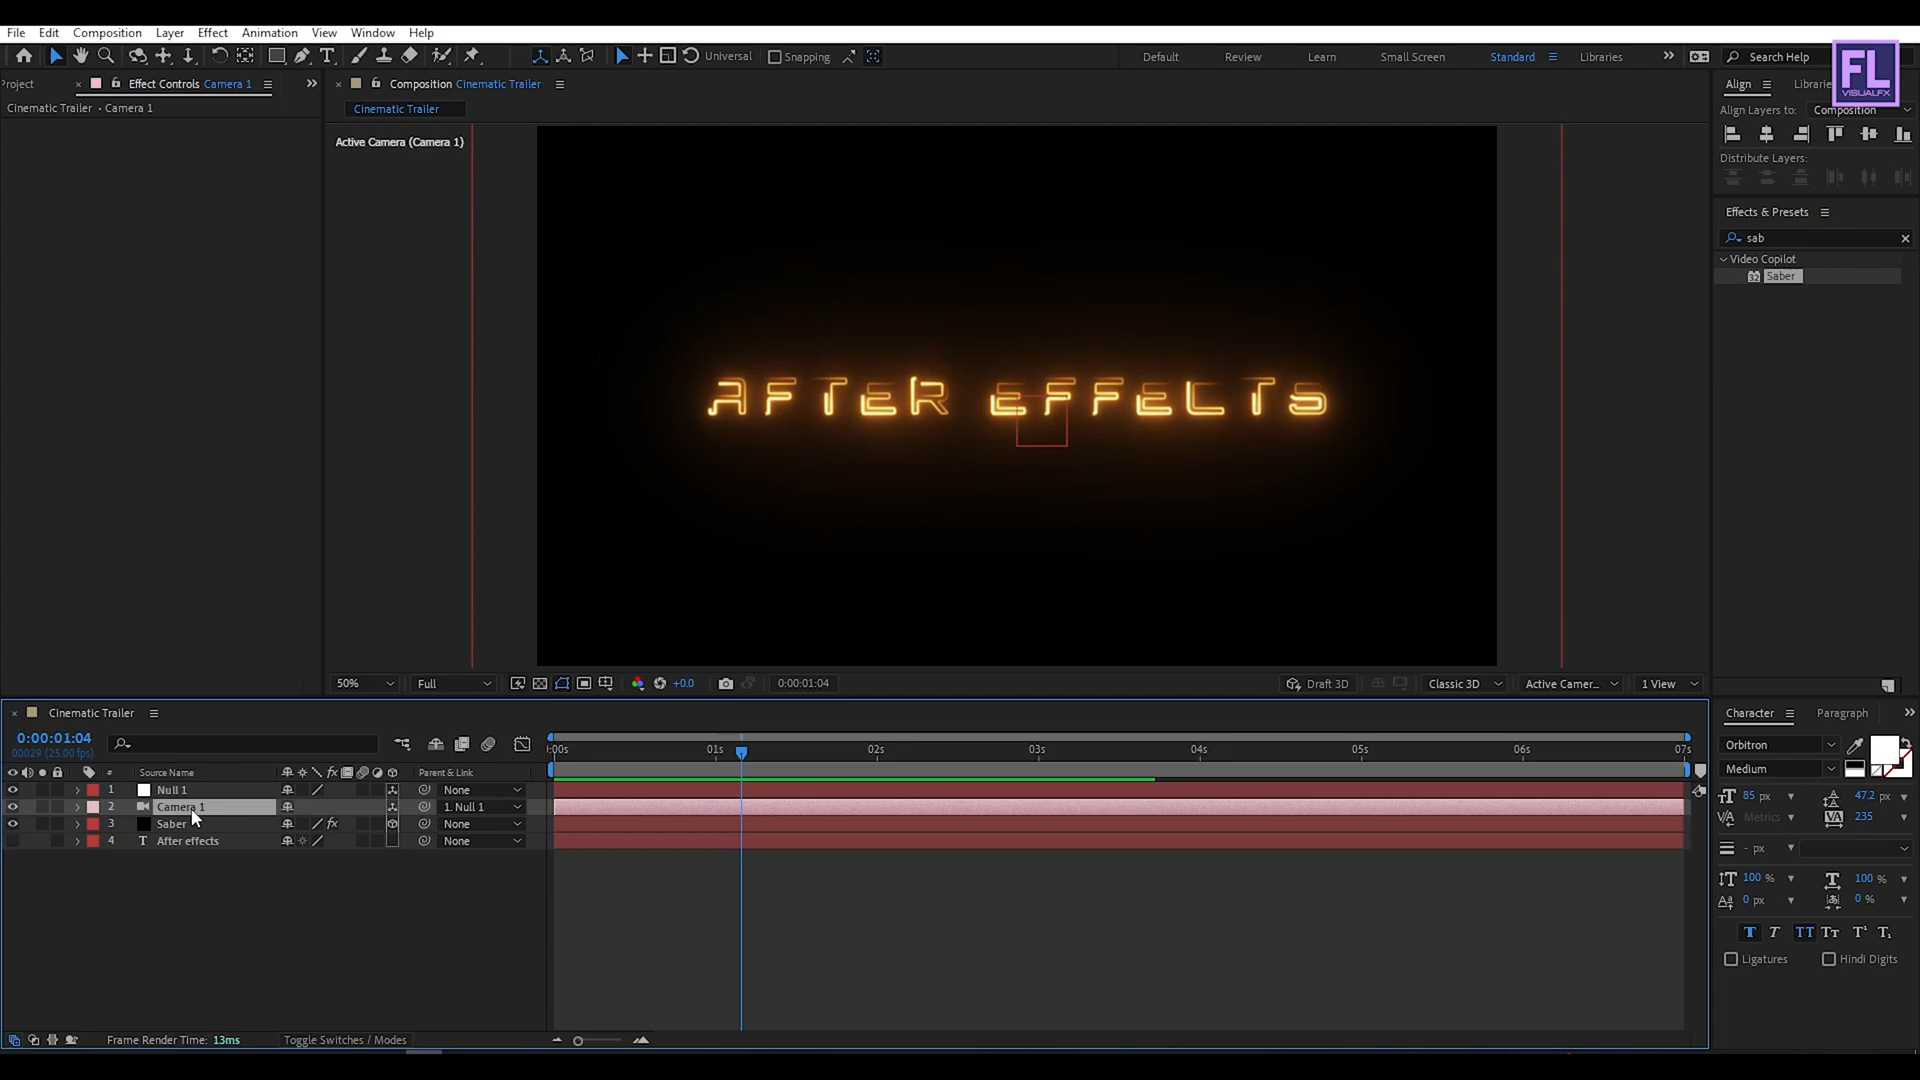 File Edit Composition Layer Effect Animation View Window Help
Universal Snapping Default Review Learn Small Screen Standard Libraries Search Help
FL
VISUALFX
roject Effect Controls Camera 1 Composition Cinematic Trailer Align Librarie
Cinematic Trailer • Camera 1 Cinematic Trailer Align Layers to: Composition
Active Camera (Camera 1)
Distribute Layers:
Effects & Presets
sab
Video Copilot
Saber
AFTER EFFECTS
50% Full +0.0 0:00:01:04 Draft 3D Classic 3D Active Camer... 1 View
Cinematic Trailer Character Paragraph
0:00:01:04
00029 (25.00 fps)
:00s 01s 02s 03s 04s 05s 06s 07s
Orbitron
Medium
# Source Name fx Parent & Link
1 Null 1 None
2 Camera 1 1. Null 1
3 Saber fx None
4 T After effects None
85 px 47.2 px
Metrics 235
- px
100 % 100 %
0 px 0 %
T T TT Tт T¹ T₁
Ligatures Hindi Digits
Frame Render Time: 13ms Toggle Switches / Modes